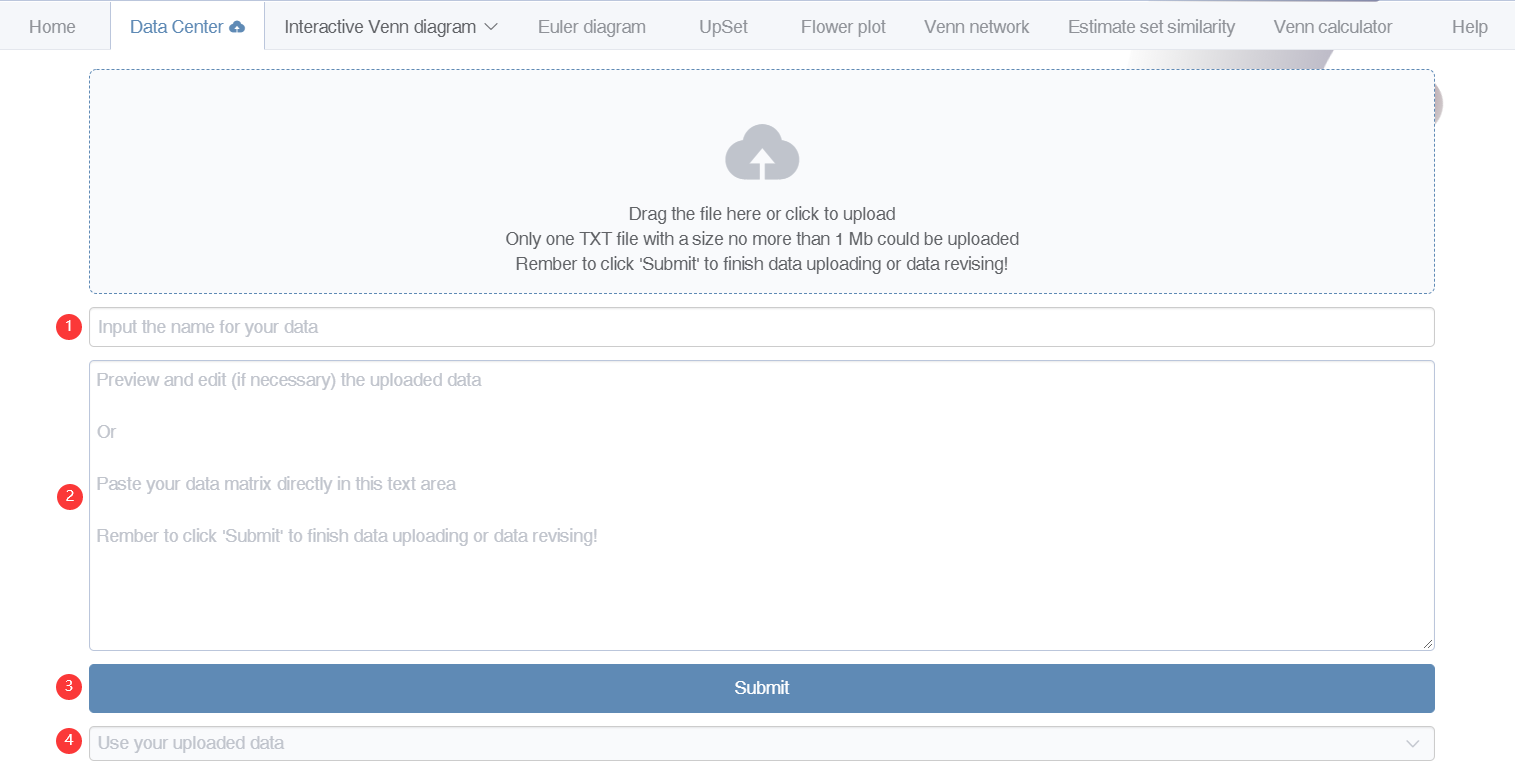 Home Data Center Interactive Venn diagram Euler diagram UpSet Flower plot Venn network Estimate set similarity Venn calculator Help
Drag the file here or click to upload
Only one TXT file with a size no more than 1 Mb could be uploaded
Rember to click 'Submit' to finish data uploading or data revising!
1 Input the name for your data
Preview and edit (if necessary) the uploaded data
Or
Paste your data matrix directly in this text area
2
Rember to click 'Submit' to finish data uploading or data revising!
3 Submit
4 Use your uploaded data